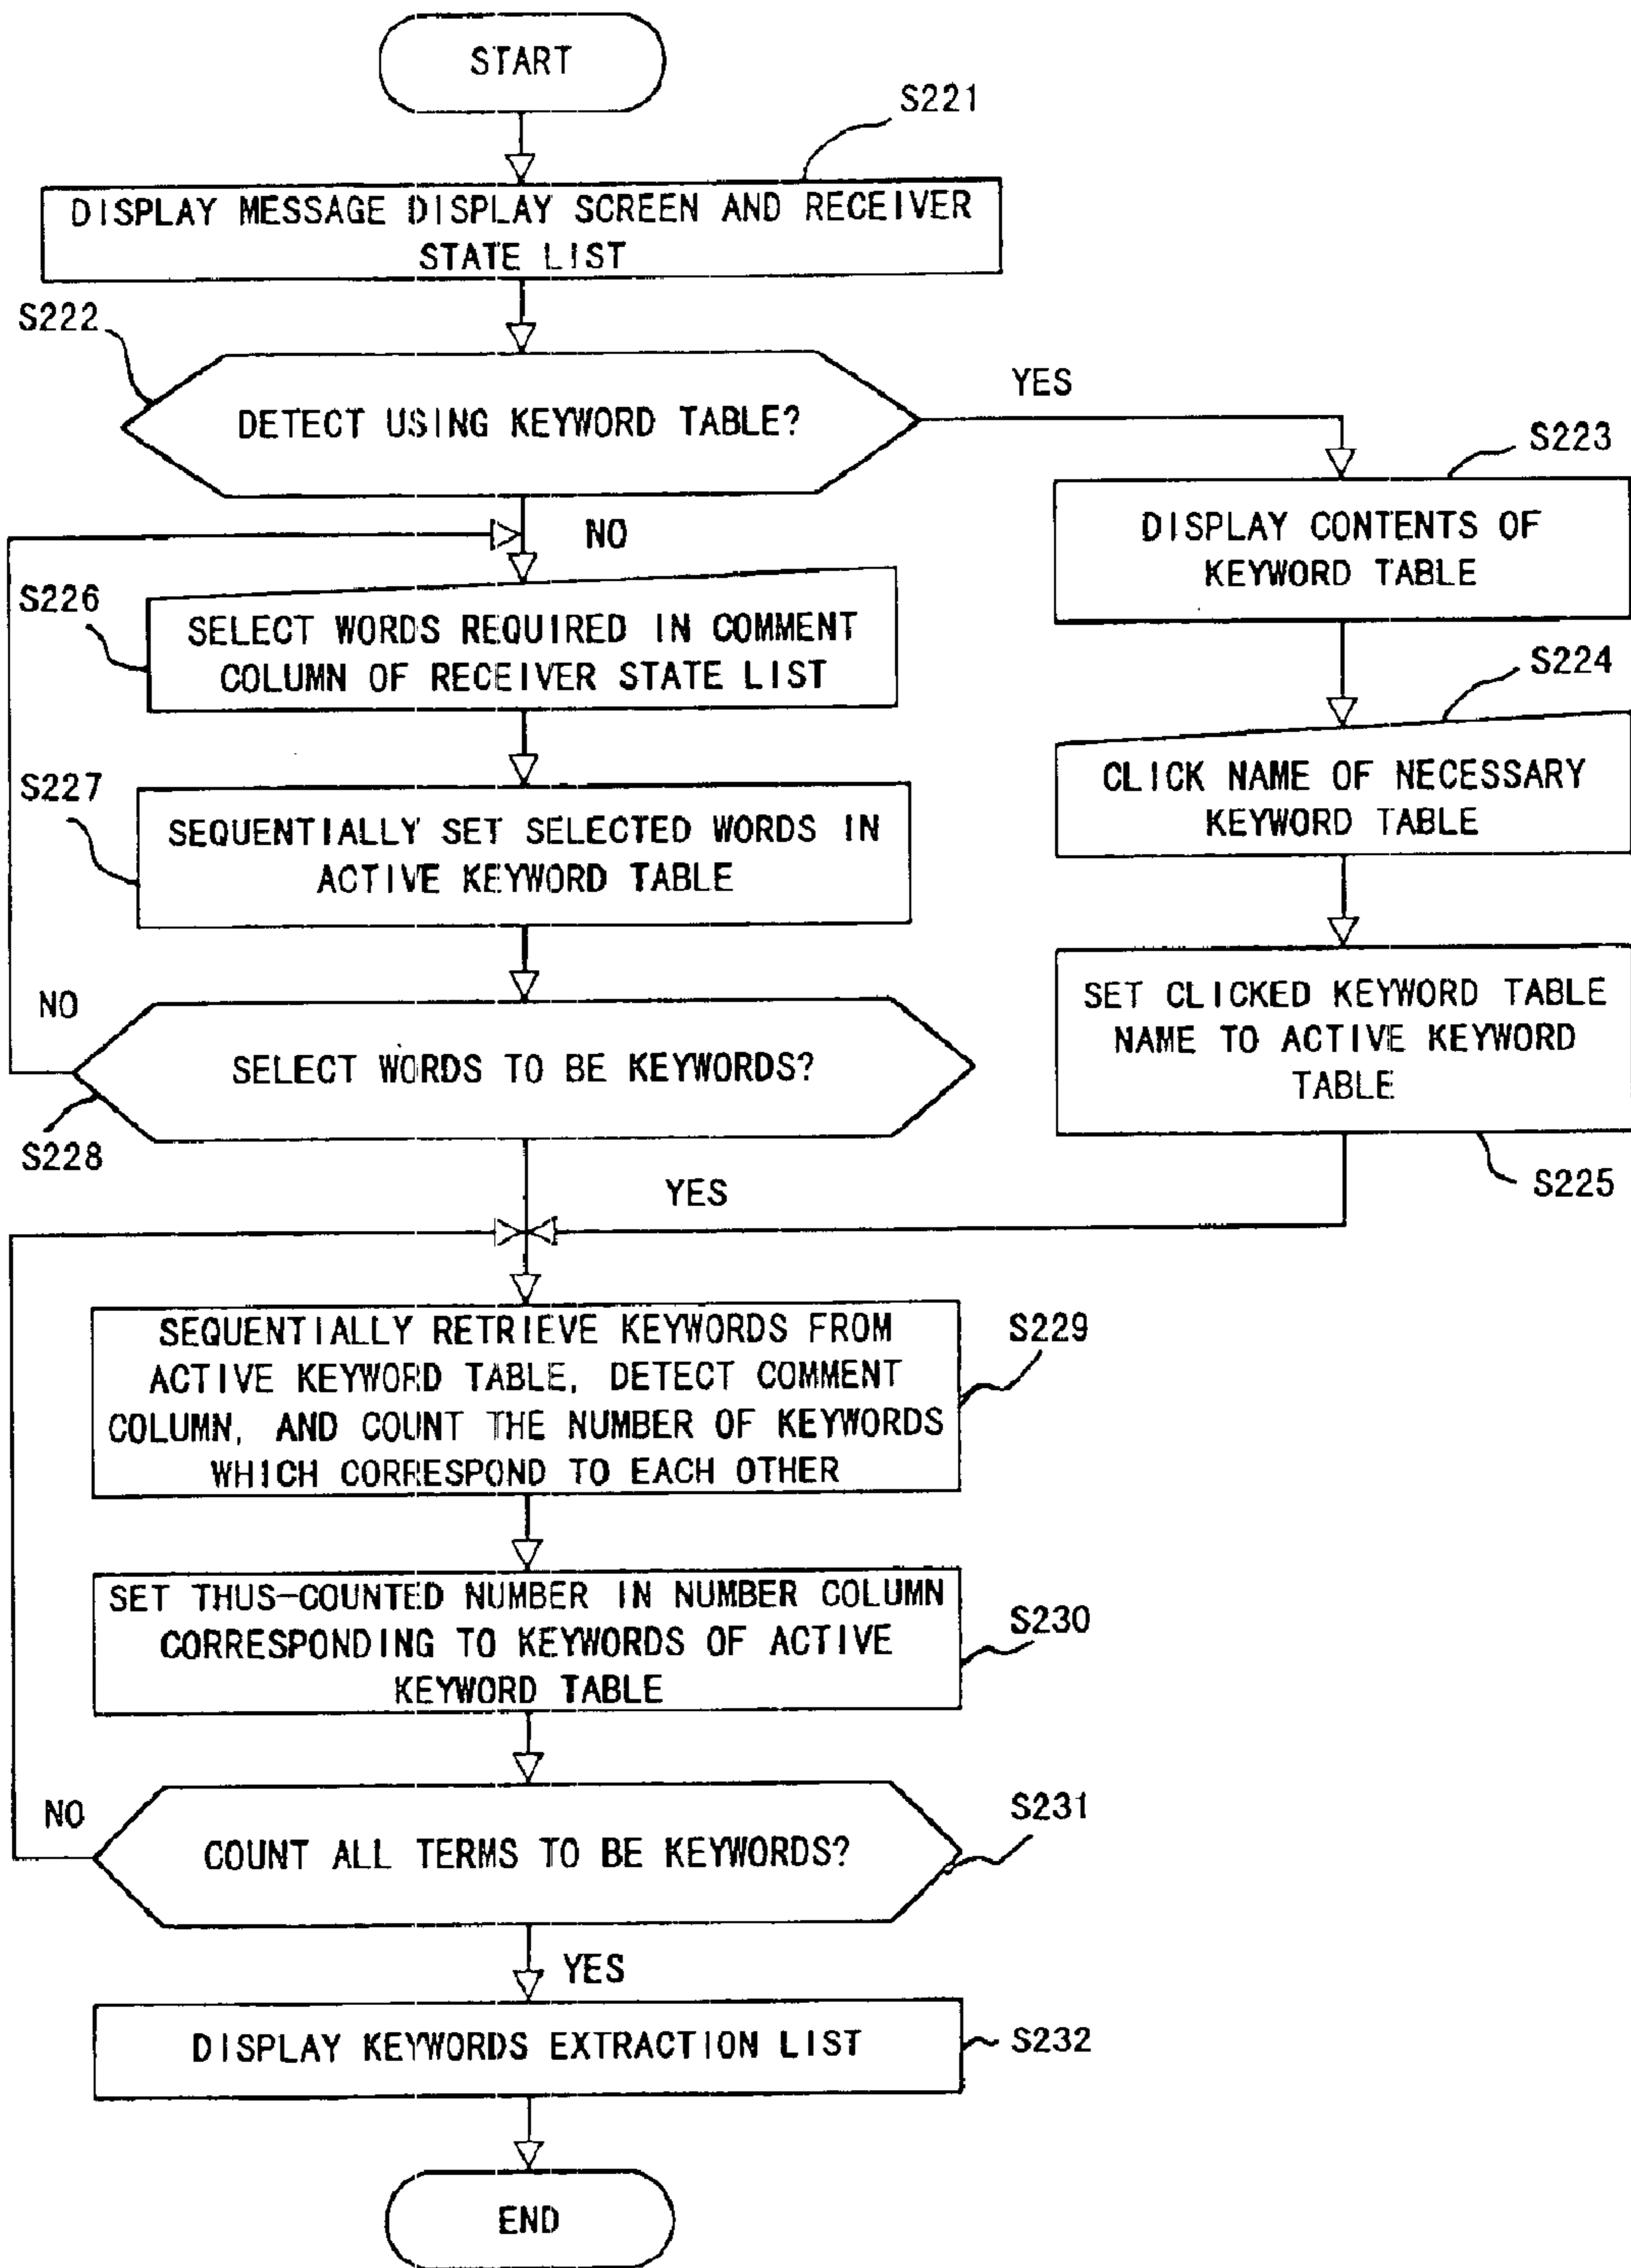 START
S221
DISPLAY MESSAGE DISPLAY SCREEN AND RECEIVER
STATE LIST
S222
DETECT USING KEYWORD TABLE?
YES
NO
S223
DISPLAY CONTENTS OF
KEYWORD TABLE
S224
CLICK NAME OF NECESSARY
KEYWORD TABLE
SET CLICKED KEYWORD TABLE
NAME TO ACTIVE KEYWORD
TABLE
S225
S226
SELECT WORDS REQUIRED IN COMMENT
COLUMN OF RECEIVER STATE LIST
S227
SEQUENTIALLY SET SELECTED WORDS IN
ACTIVE KEYWORD TABLE
NO
SELECT WORDS TO BE KEYWORDS?
S228
YES
SEQUENTIALLY RETRIEVE KEYWORDS FROM
ACTIVE KEYWORD TABLE, DETECT COMMENT
COLUMN, AND COUNT THE NUMBER OF KEYWORDS
WHICH CORRESPOND TO EACH OTHER
S229
SET THUS-COUNTED NUMBER IN NUMBER COLUMN
CORRESPONDING TO KEYWORDS OF ACTIVE
KEYWORD TABLE
S230
NO
COUNT ALL TERMS TO BE KEYWORDS?
S231
YES
DISPLAY KEYWORDS EXTRACTION LIST
S232
END